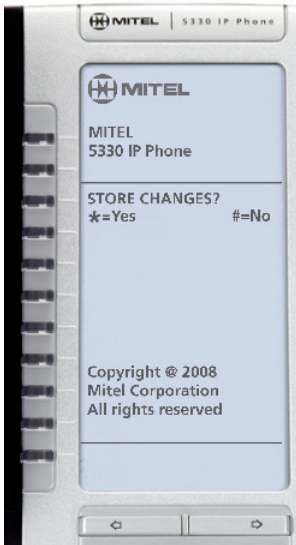 MITEL | 5330 IP Phone
MITEL
MITEL
5330 IP Phone
STORE CHANGES?
*=Yes #=No
Copyright @ 2008
Mitel Corporation
All rights reserved